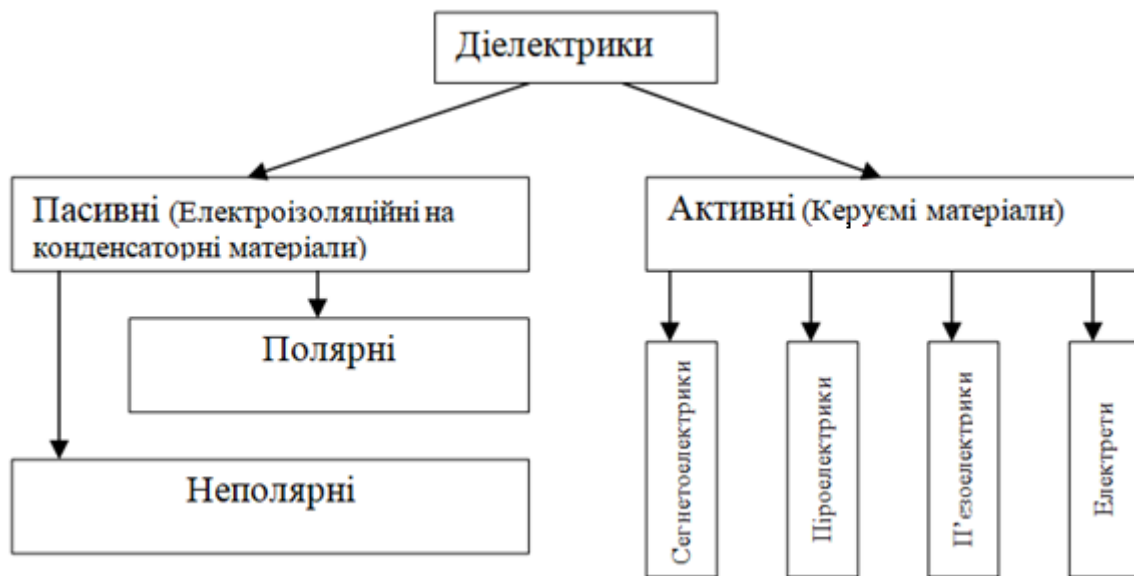 Діелектрики
Пасивні (Електроізоляційні на
конденсаторні матеріали)
Активні (Керуємі матеріали)
Полярні
Неполярні
Сегнетоелектрики
Піроелектрики
П’єзоелектрики
Електрети